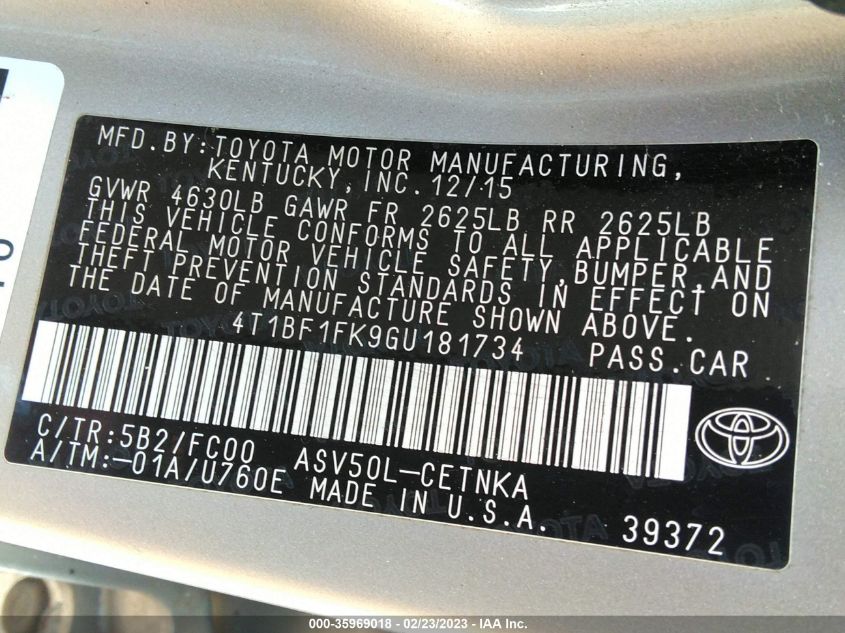 MFD.BY:TOYOTA MOTOR MANUFACTURING,
KENTUCKY,INC. 12/15
GVWR 4630LB GAWR FR 2625LB RR 2625LB
THIS VEHICLE CONFORMS TO ALL APPLICABLE
FEDERAL MOTOR VEHICLE SAFETY,BUMPER,AND
THEFT PREVENTION STANDARDS IN EFFECT ON
THE DATE OF MANUFACTURE SHOWN ABOVE.
4T1BF1FK9GU181734 PASS.CAR
C/TR:5B2/FC00 ASV50L-CETNKA
A/TM:-01A/U760E MADE IN U.S.A.
39372
000-35969018 - 02/23/2023 - IAA Inc.